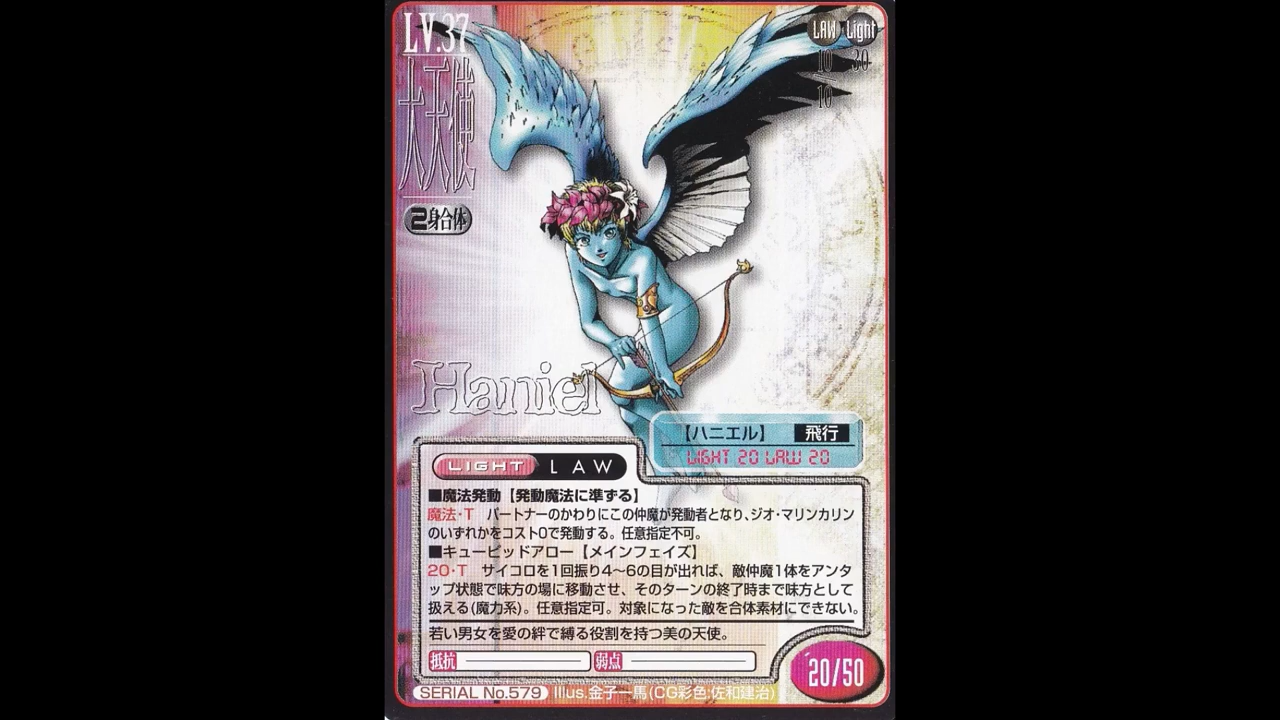 LV.37
大天使
2身合体
LAW Light
10 30
10
Haniel
【ハニエル】 飛行
LIGHT 20 LAW 20
LIGHT LAW
■魔法発動【発動魔法に準ずる】
魔法・T パートナーのかわりにこの仲魔が発動者となり、ジオ・マリンカリン
のいずれかをコスト0で発動する。任意指定不可。
■キューピッドアロー【メインフェイズ】
20・T サイコロを1回振り4〜6の目が出れば、敵仲魔1体をアンタ
ップ状態で味方の場に移動させ、そのターンの終了時まで味方として
扱える(魔力系)。任意指定可。対象になった敵を合体素材にできない。
若い男女を愛の絆で縛る役割を持つ美の天使。
抵抗 弱点
20/50
SERIAL No.579 Illus.金子一馬(CG彩色:佐和建治)